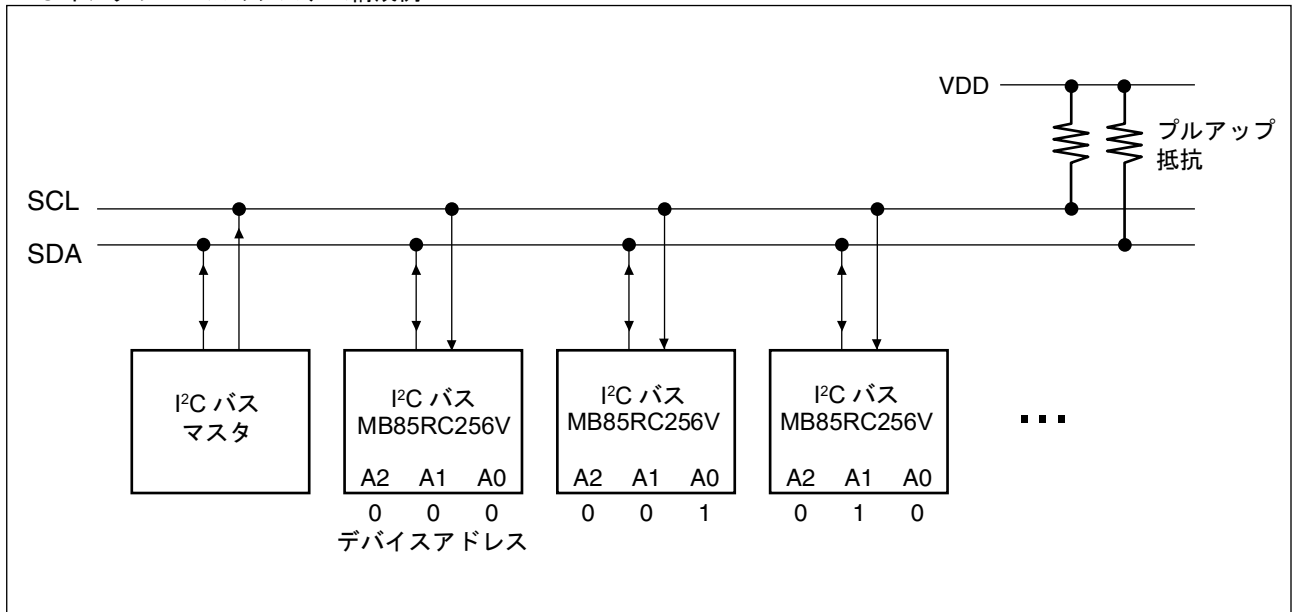 VDD
プルアップ
抵抗
SCL
SDA
I²C バス
マスタ
I²C バス
MB85RC256V
A2 A1 A0
0 0 0
デバイスアドレス
I²C バス
MB85RC256V
A2 A1 A0
0 0 1
I²C バス
MB85RC256V
A2 A1 A0
0 1 0
...